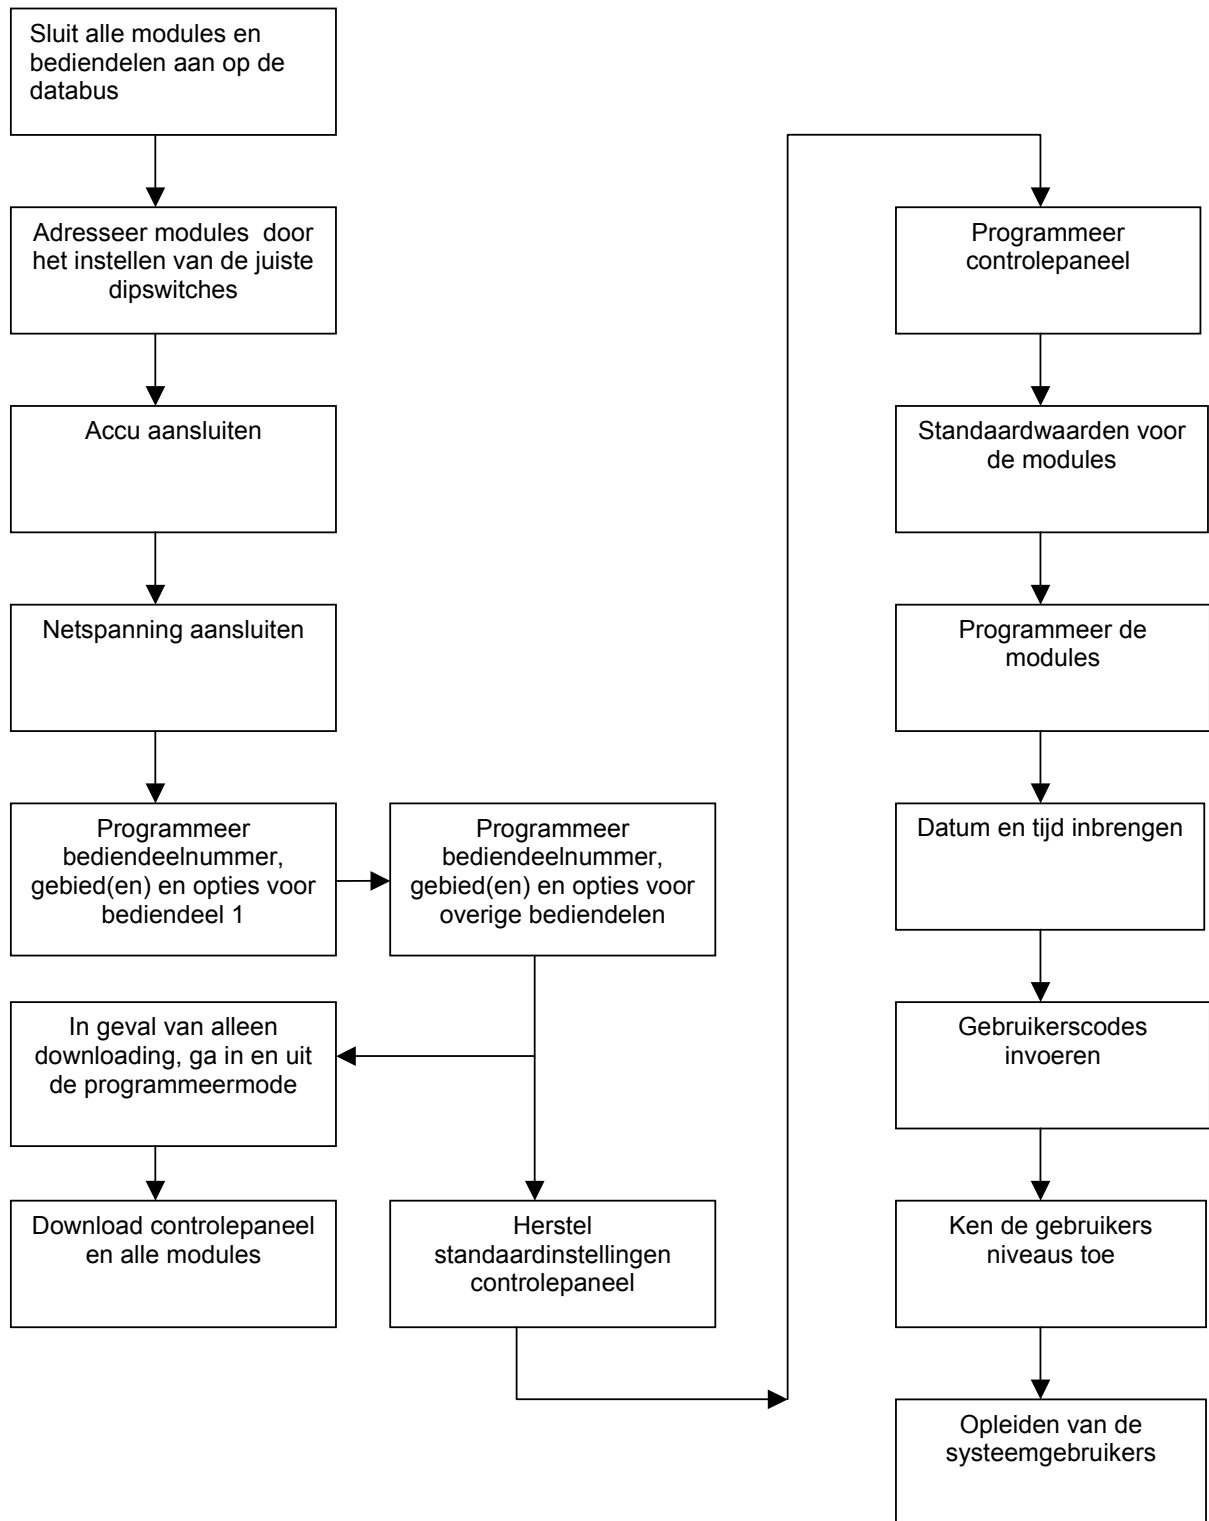 Sluit alle modules en
bediendelen aan op de
databus
Adresseer modules  door
het instellen van de juiste
dipswitches
Accu aansluiten
Netspanning aansluiten
Programmeer
bediendeelnummer,
gebied(en) en opties voor
bediendeel 1
Programmeer
bediendeelnummer,
gebied(en) en opties voor
overige bediendelen
In geval van alleen
downloading, ga in en uit
de programmeermode
Download controlepaneel
en alle modules
Herstel
standaardinstellingen
controlepaneel
Programmeer
controlepaneel
Standaardwaarden voor
de modules
Programmeer de
modules
Datum en tijd inbrengen
Gebruikerscodes
invoeren
Ken de gebruikers
niveaus toe
Opleiden van de
systeemgebruikers